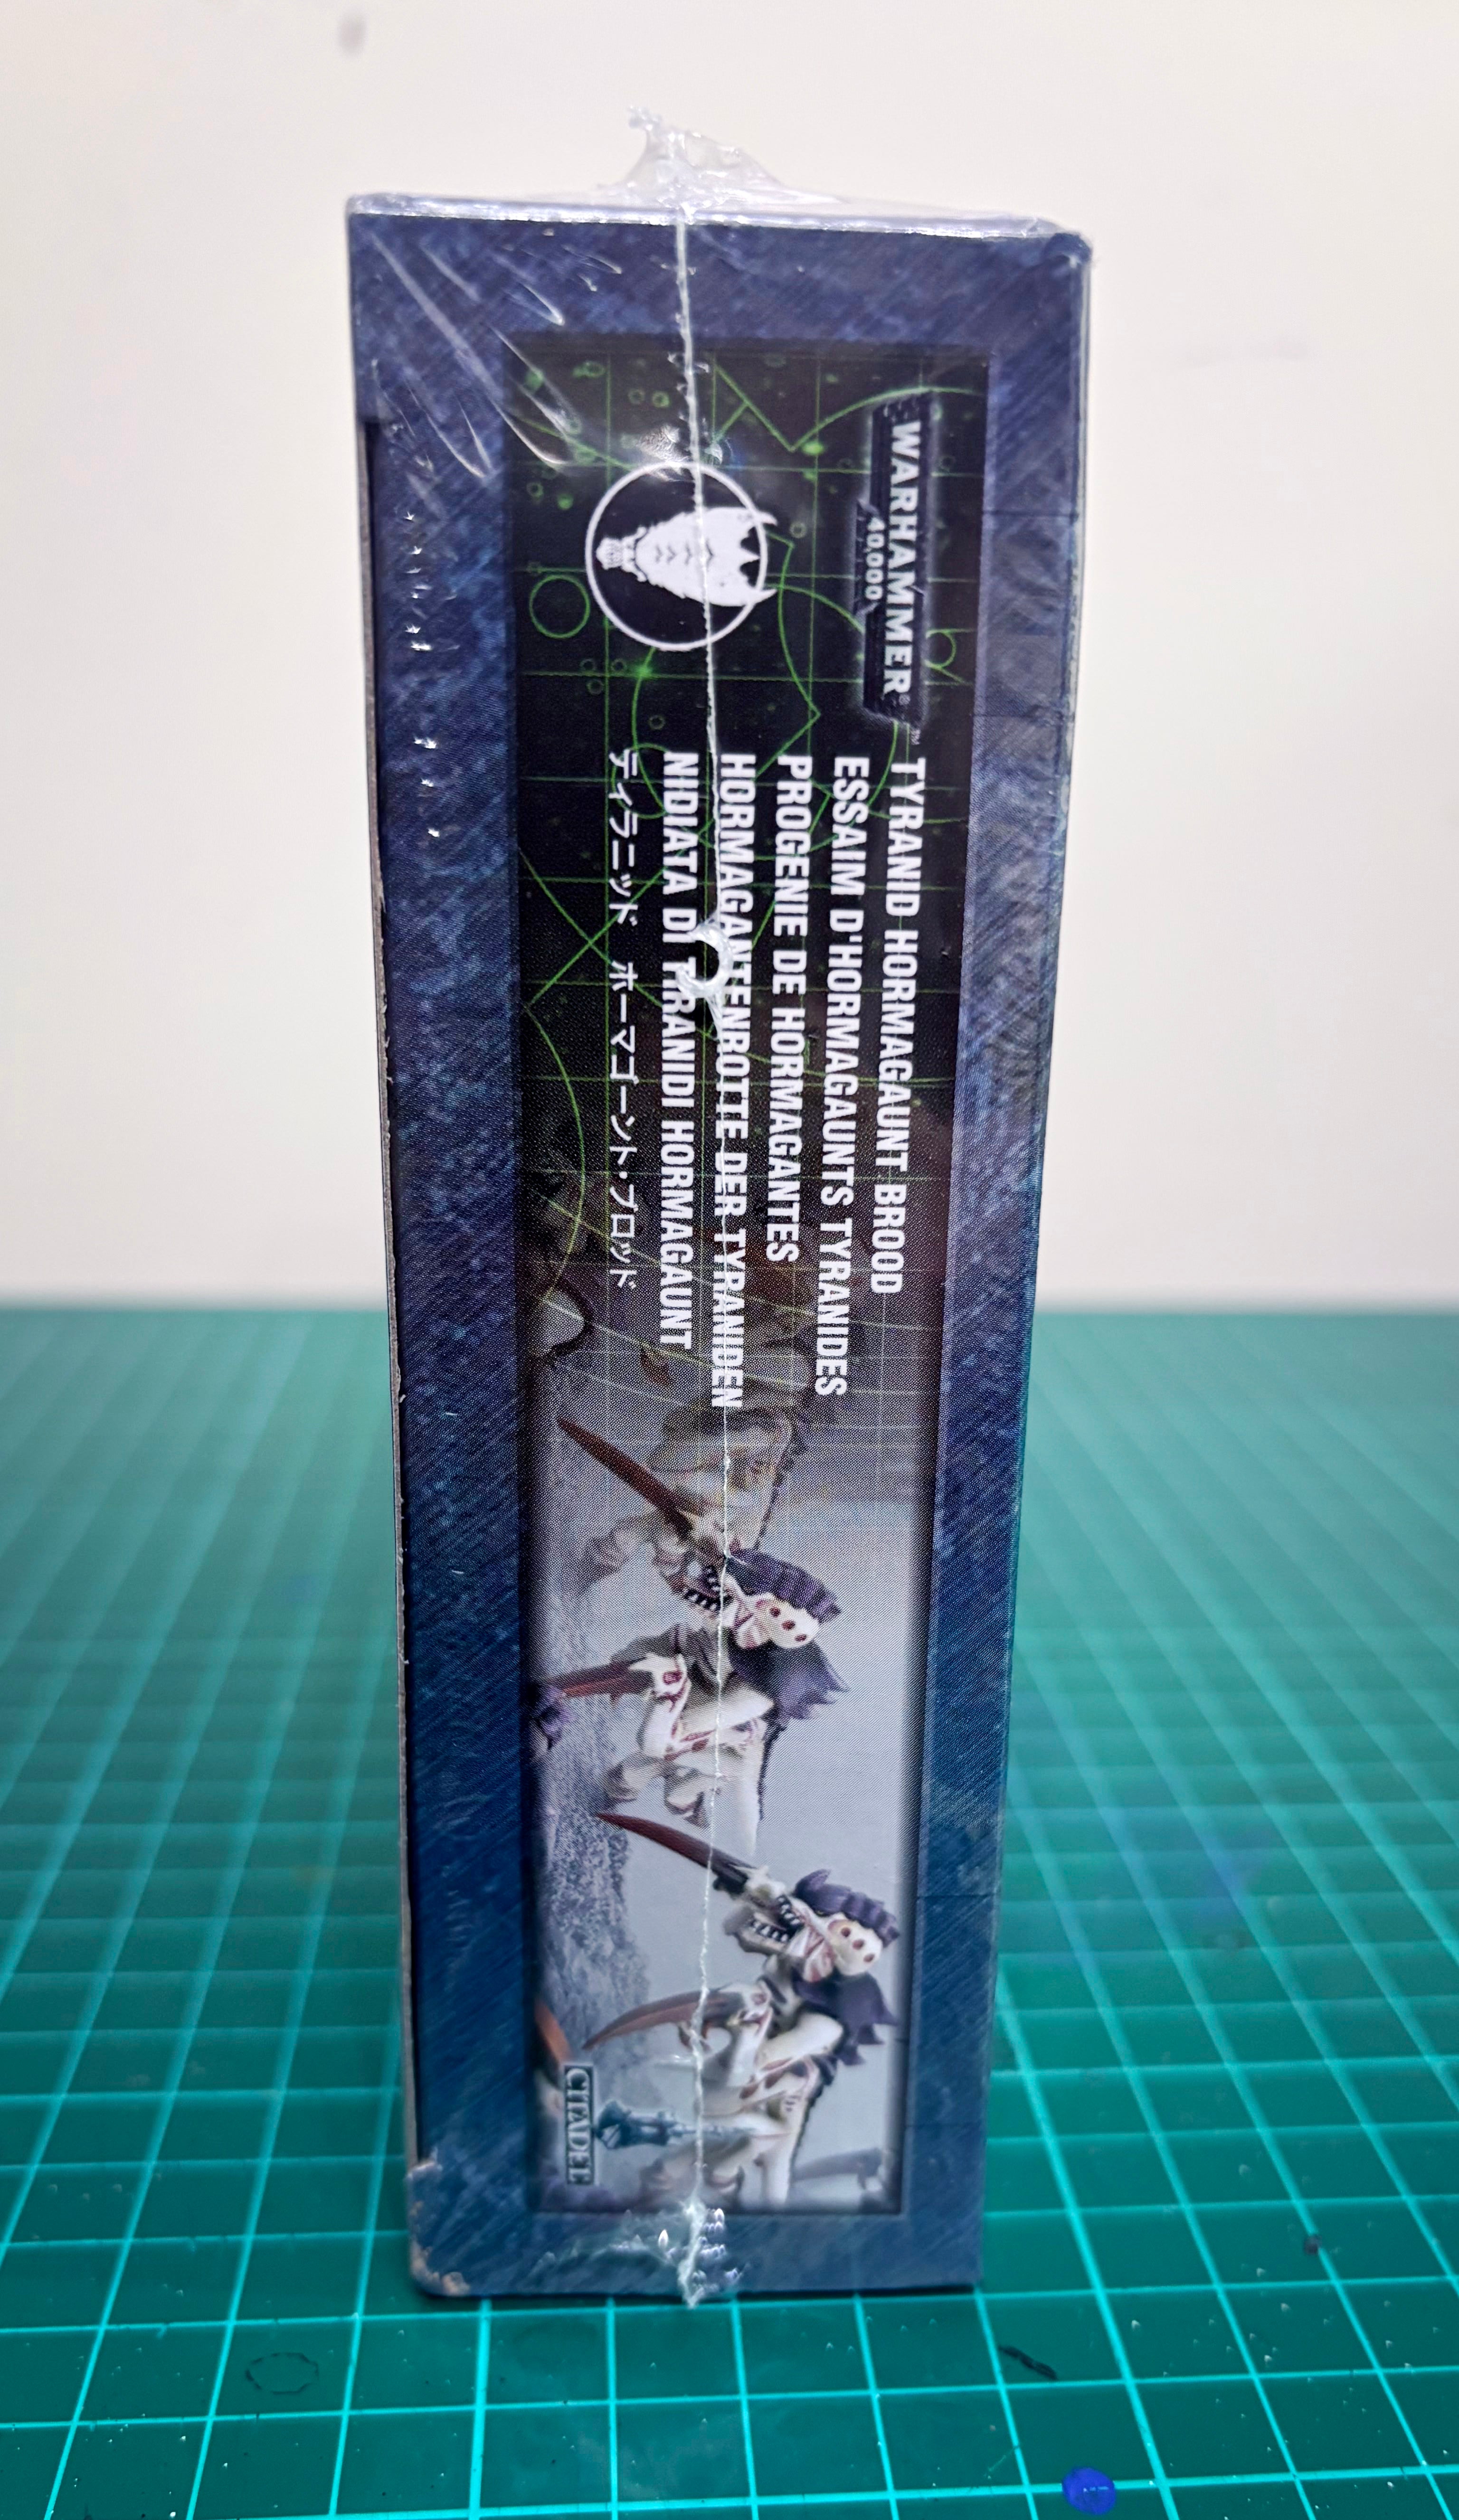 WARHAMMER®
40,000™
TYRANID HORMAGAUNT BROOD
ESSAIM D'HORMAGAUNTS TYRANIDES
PROGENIE DE HORMAGANTES
HORMAGANTENROTTE DER TYRANIDEN
NIDIATA DI TIRANIDI HORMAGAUNT
ティラニッド ホーマゴーント・ブロッド
CITADEL